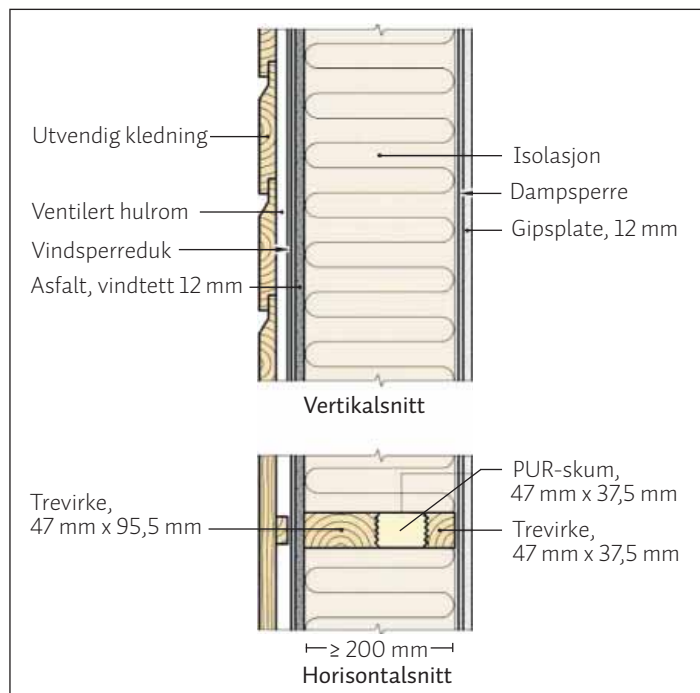 Utvendig kledning
Ventilert hulrom
Vindsperreduk
Asfalt, vindtett 12 mm
Isolasjon
Dampsperre
Gipsplate, 12 mm
Vertikalsnitt
Trevirke,
47 mm x 95,5 mm
PUR-skum,
47 mm x 37,5 mm
Trevirke,
47 mm x 37,5 mm
≥ 200 mm
Horisontalsnitt